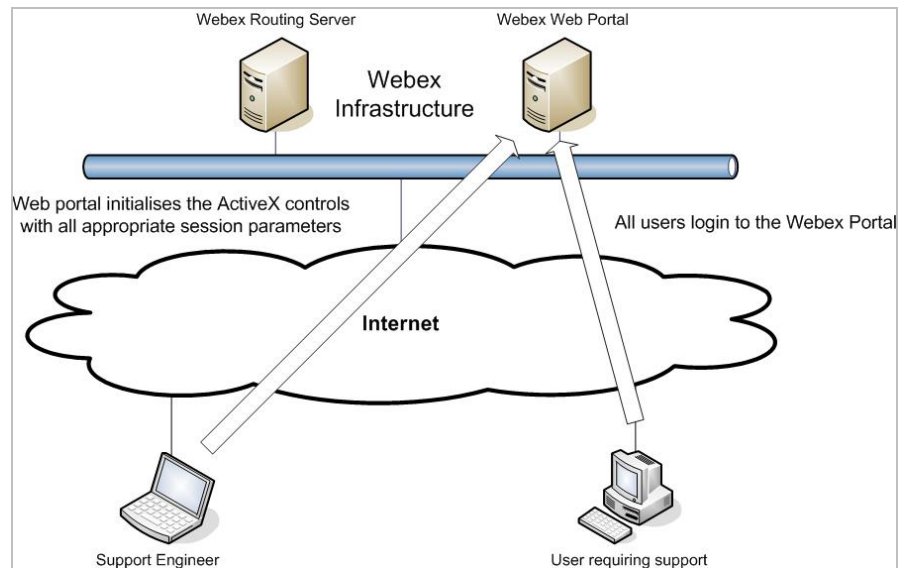 Webex Routing Server
Webex Web Portal
Webex
Infrastructure
Web portal initialises the ActiveX controls
with all appropriate session parameters
All users login to the Webex Portal
Internet
Support Engineer
User requiring support